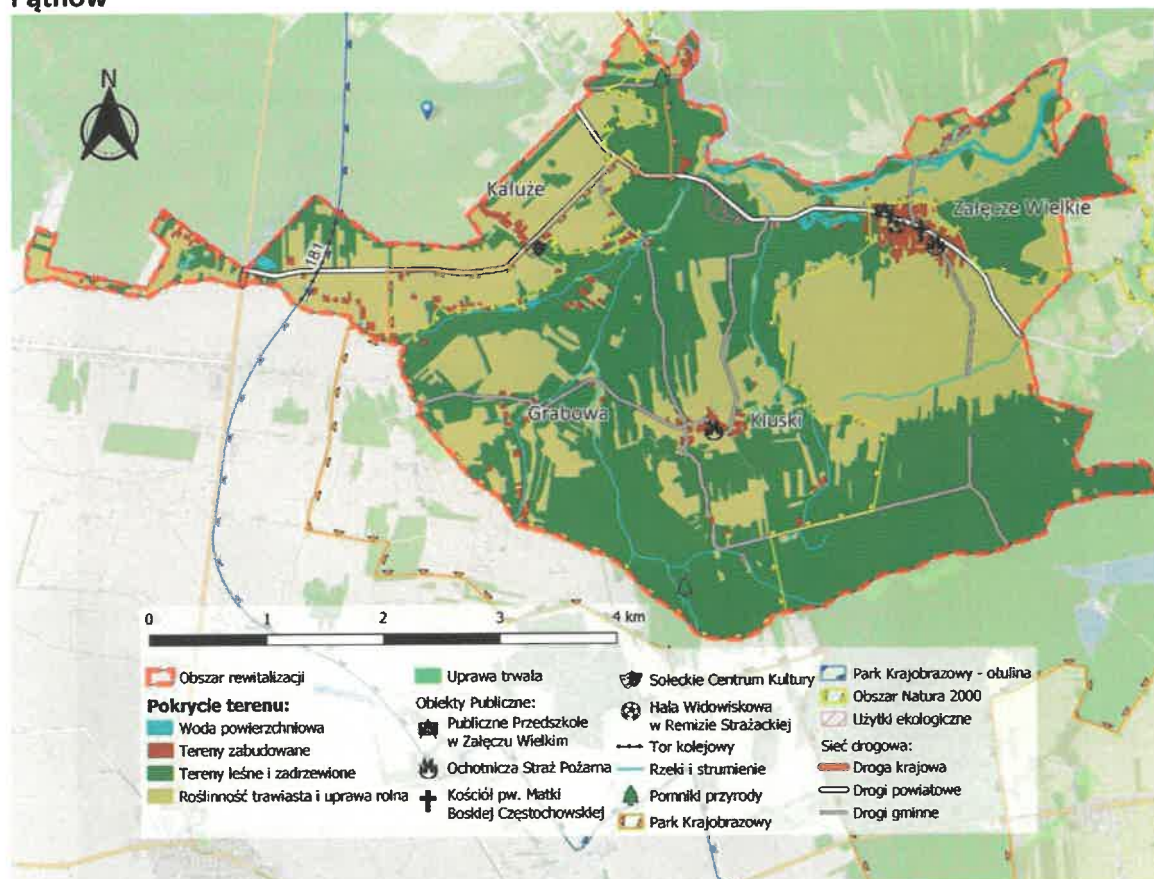 Pątnów
N
181
Kałuże
Załęcze Wielkie
Grabowa
Kluski
0 1 2 3 4 km
Obszar rewitalizacji
Pokrycie terenu:
Woda powierzchniowa
Tereny zabudowane
Tereny leśne i zadrzewione
Roślinność trawiasta i uprawa rolna
Uprawa trwała
Obiekty Publiczne:
Publiczne Przedszkole
w Załęczu Wielkim
Ochotnicza Straż Pożarna
Kościół pw. Matki
Boskiej Częstochowskiej
Sołeckie Centrum Kultury
Hala Widowiskowa
w Remizie Strażackiej
Tor kolejowy
Rzeki i strumienie
Pomniki przyrody
Park Krajobrazowy
Park Krajobrazowy - otulina
Obszar Natura 2000
Użytki ekologiczne
Sieć drogowa:
Droga krajowa
Drogi powiatowe
Drogi gminne